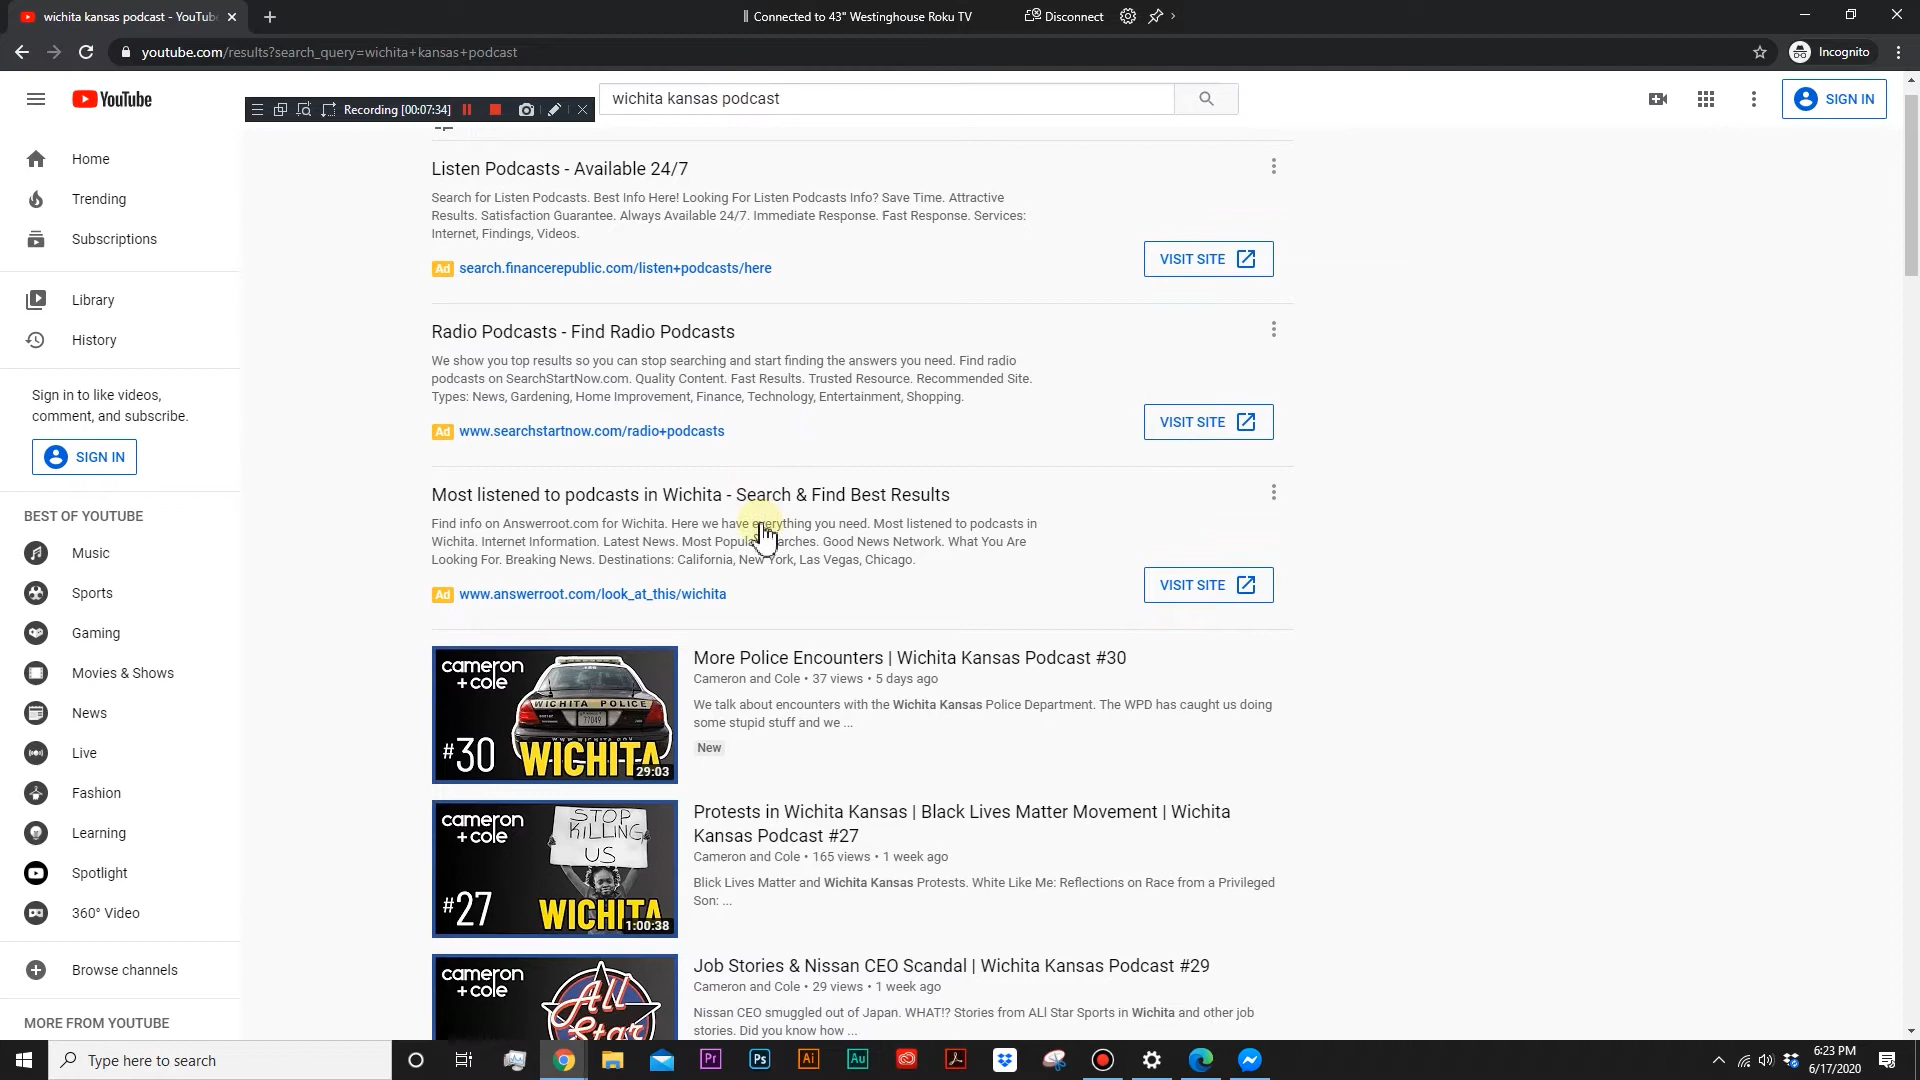 wichita kansas podcast - YouTube
Connected to 43" Westinghouse Roku TV
Disconnect
youtube.com/results?search_query=wichita+kansas+podcast
Incognito
YouTube
Recording [00:07:34]
wichita kansas podcast
SIGN IN
Home
Trending
Subscriptions
Library
History
Sign in to like videos,
comment, and subscribe.
SIGN IN
BEST OF YOUTUBE
Music
Sports
Gaming
Movies & Shows
News
Live
Fashion
Learning
Spotlight
360° Video
Browse channels
MORE FROM YOUTUBE
Listen Podcasts - Available 24/7
Search for Listen Podcasts. Best Info Here! Looking For Listen Podcasts Info? Save Time. Attractive
Results. Satisfaction Guarantee. Always Available 24/7. Immediate Response. Fast Response. Services:
Internet, Findings, Videos.
Ad search.financerepublic.com/listen+podcasts/here
VISIT SITE
Radio Podcasts - Find Radio Podcasts
We show you top results so you can stop searching and start finding the answers you need. Find radio
podcasts on SearchStartNow.com. Quality Content. Fast Results. Trusted Resource. Recommended Site.
Types: News, Gardening, Home Improvement, Finance, Technology, Entertainment, Shopping.
Ad www.searchstartnow.com/radio+podcasts
VISIT SITE
Most listened to podcasts in Wichita - Search & Find Best Results
Find info on Answerroot.com for Wichita. Here we have everything you need. Most listened to podcasts in
Wichita. Internet Information. Latest News. Most Popular Searches. Good News Network. What You Are
Looking For. Breaking News. Destinations: California, New York, Las Vegas, Chicago.
Ad www.answerroot.com/look_at_this/wichita
VISIT SITE
cameron
+cole
WICHITA POLICE
77049
#30 WICHITA
29:03
More Police Encounters | Wichita Kansas Podcast #30
Cameron and Cole • 37 views • 5 days ago
We talk about encounters with the Wichita Kansas Police Department. The WPD has caught us doing
some stupid stuff and we ...
New
cameron
+cole
STOP
KILLING
US
#27 WICHITA
1:00:38
Protests in Wichita Kansas | Black Lives Matter Movement | Wichita
Kansas Podcast #27
Cameron and Cole • 165 views • 1 week ago
Blick Lives Matter and Wichita Kansas Protests. White Like Me: Reflections on Race from a Privileged
Son: ...
cameron
+cole
All
Star
Job Stories & Nissan CEO Scandal | Wichita Kansas Podcast #29
Cameron and Cole • 29 views • 1 week ago
Nissan CEO smuggled out of Japan. WHAT!? Stories from ALl Star Sports in Wichita and other job
stories. Did you know how ...
Type here to search
Pr
Ps
Ai
Au
6:23 PM
6/17/2020